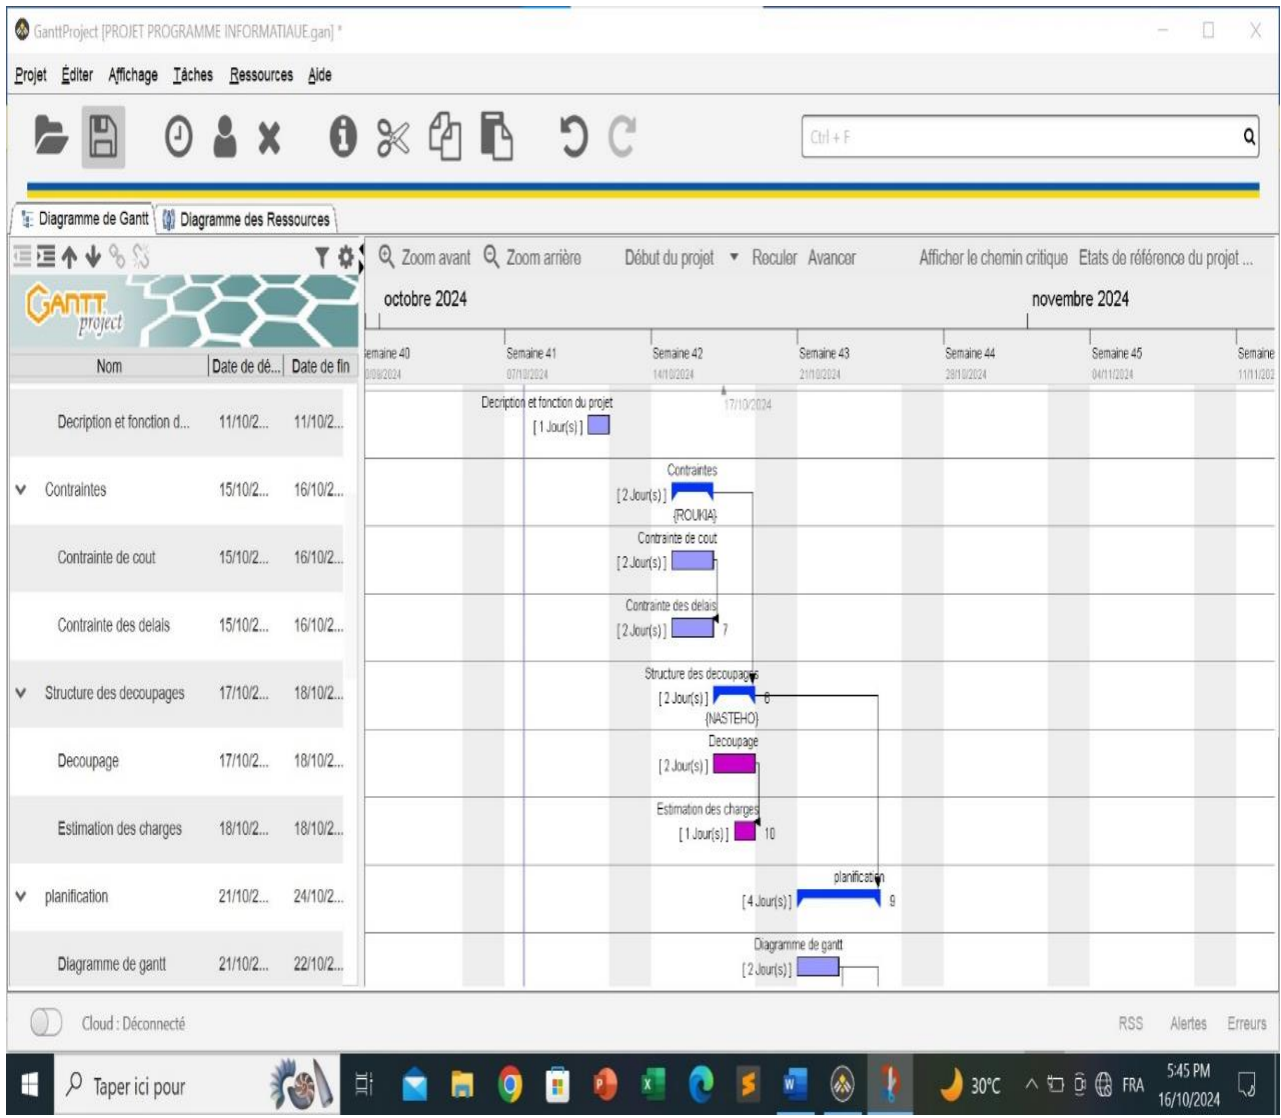 GanttProject [PROJET PROGRAMME INFORMATIAUE.gan] *
Projet Éditer Affichage Tâches Ressources Aide
Ctrl + F
Diagramme de Gantt Diagramme des Ressources
Zoom avant Zoom arrière Début du projet Reculer Avancer Afficher le chemin critique Etats de référence du projet ...
GANTT project
octobre 2024 novembre 2024
Nom Date de dé... Date de fin
emaine 40 Semaine 41 Semaine 42 Semaine 43 Semaine 44 Semaine 45 Semaine
0/09/2024 07/10/2024 14/10/2024 21/10/2024 28/10/2024 04/11/2024 11/11/202
Decription et fonction d... 11/10/2... 11/10/2...
Decription et fonction du projet 17/10/2024
[ 1 Jour(s) ]
Contraintes 15/10/2... 16/10/2...
Contraintes
[ 2 Jour(s) ]
{ROUKIA}
Contrainte de cout 15/10/2... 16/10/2...
Contrainte de cout
[ 2 Jour(s) ]
Contrainte des delais 15/10/2... 16/10/2...
Contrainte des delais
[ 2 Jour(s) ] 7
Structure des decoupages 17/10/2... 18/10/2...
Structure des decoupages
[ 2 Jour(s) ]
{NASTEHO}
Decoupage 17/10/2... 18/10/2...
Decoupage
[ 2 Jour(s) ]
Estimation des charges 18/10/2... 18/10/2...
Estimation des charges
[ 1 Jour(s) ] 10
planification 21/10/2... 24/10/2...
planification
[ 4 Jour(s) ] 9
Diagramme de gantt 21/10/2... 22/10/2...
Diagramme de gantt
[ 2 Jour(s) ]
Cloud : Déconnecté RSS Alertes Erreurs
Taper ici pour 30°C FRA 5:45 PM
16/10/2024